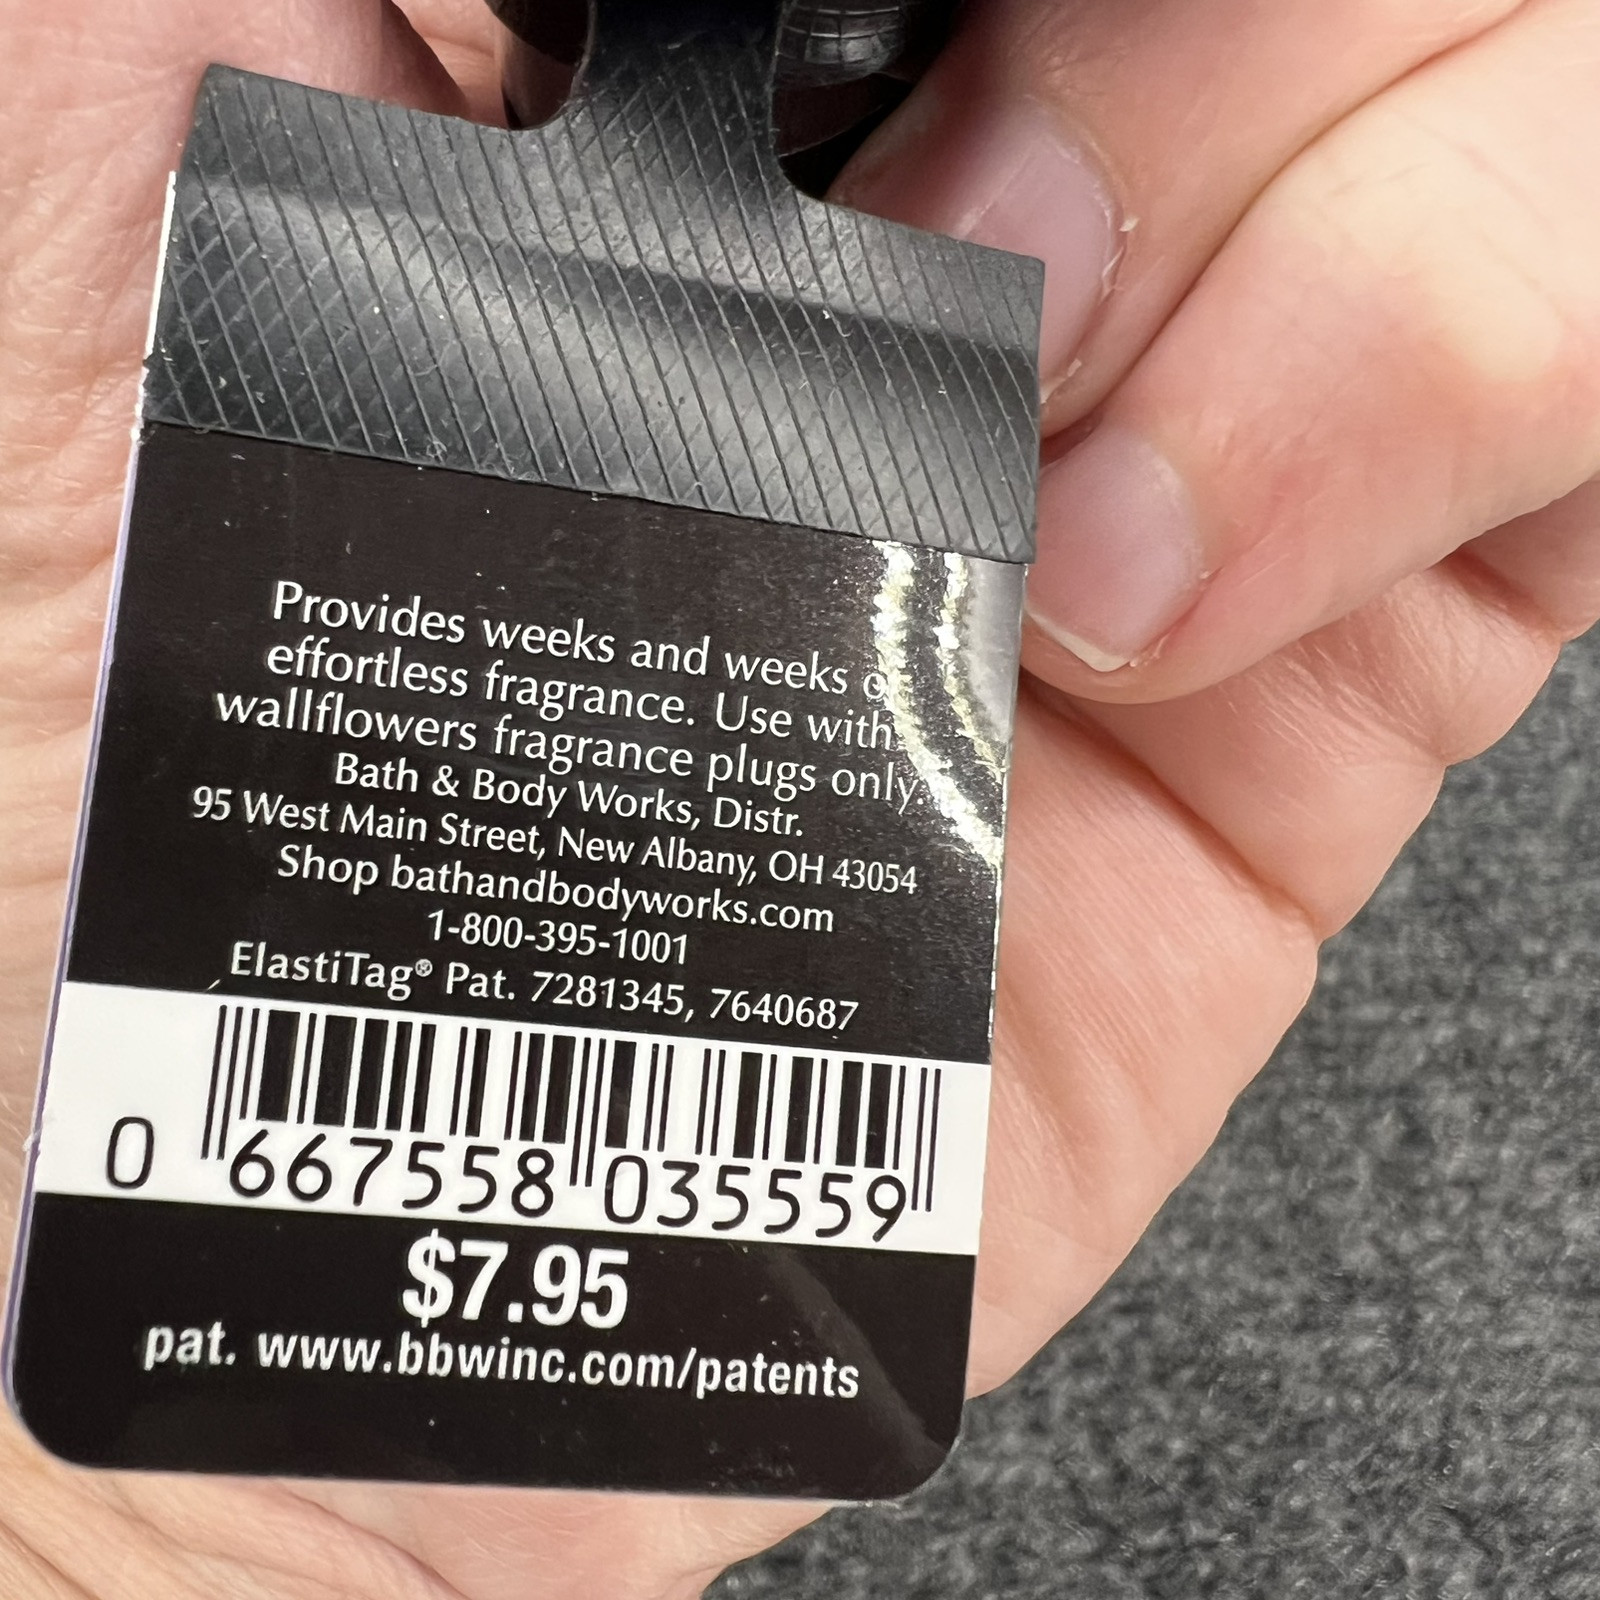 Provides weeks and weeks
effortless fragrance. Use with
wallflowers fragrance plugs only.
Bath & Body Works, Distr.
95 West Main Street, New Albany, OH 43054
Shop bathandbodyworks.com
1-800-395-1001
ElastiTag® Pat. 7281345, 7640687
0 667558 035559
$7.95
pat. www.bbwinc.com/patents